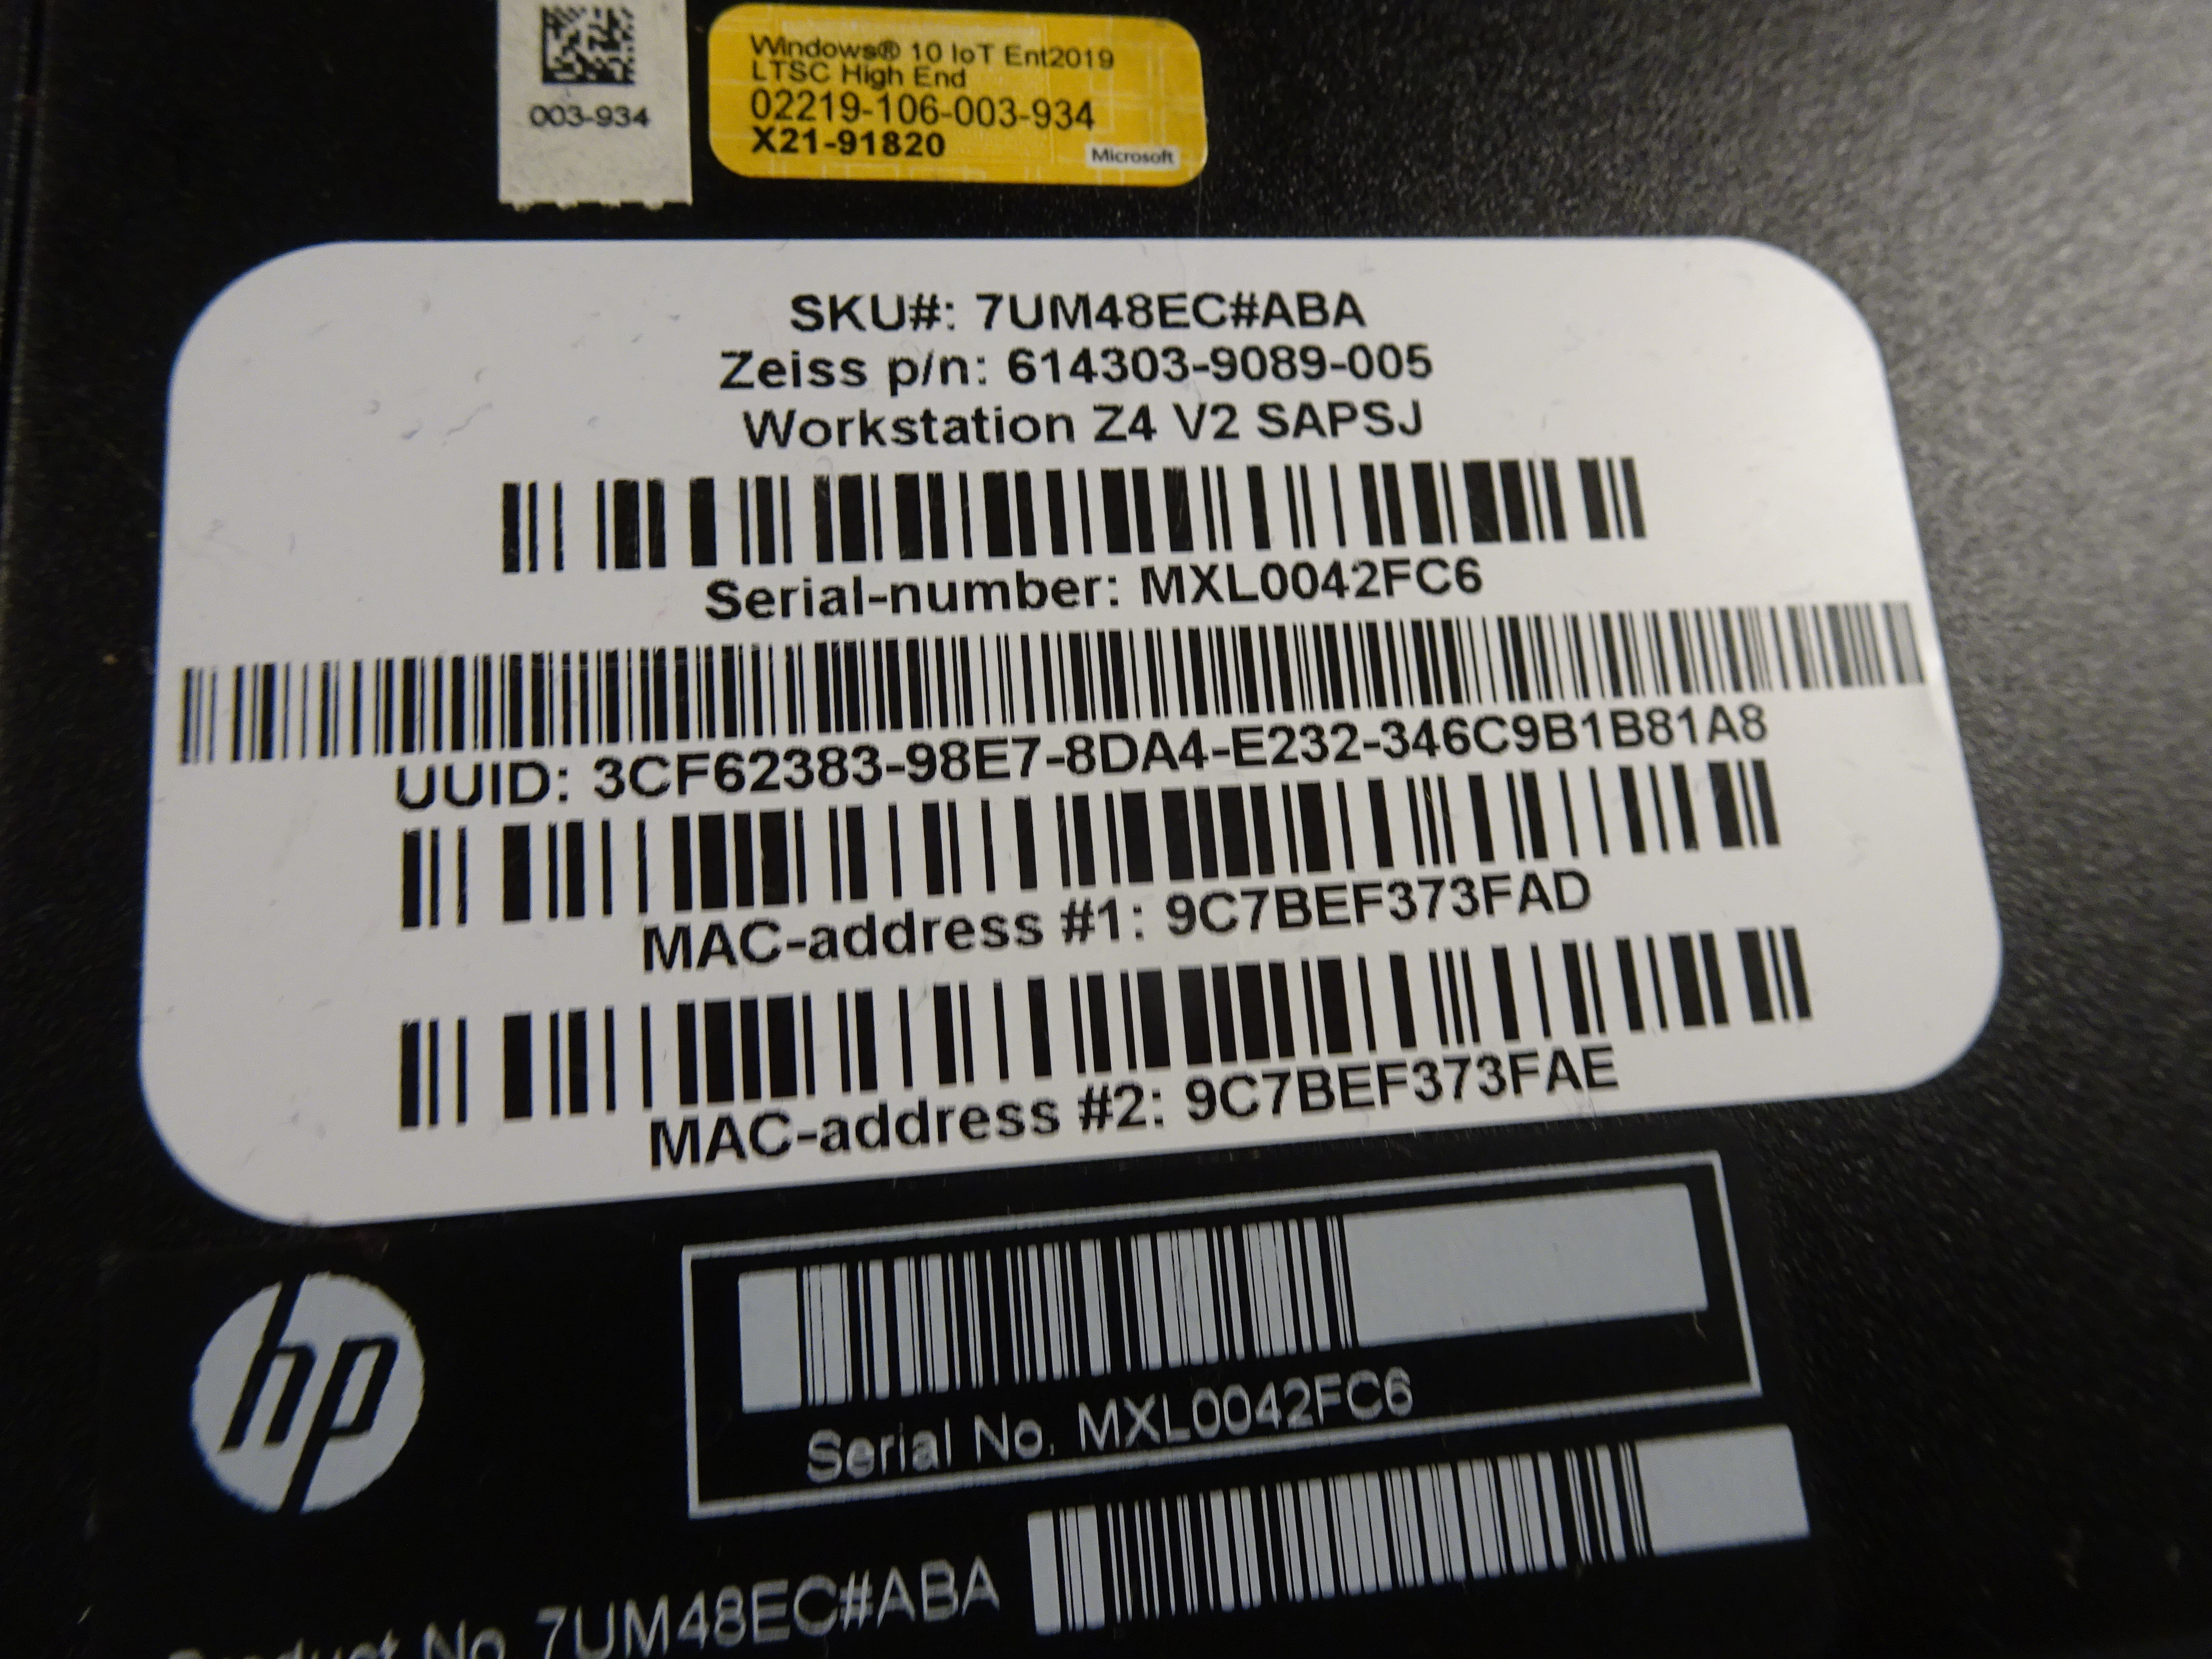 003-934
Windows® 10 IoT Ent2019
LTSC High End
02219-106-003-934
X21-91820
Microsoft
SKU#: 7UM48EC#ABA
Zeiss p/n: 614303-9089-005
Workstation Z4 V2 SAPSJ
Serial-number: MXL0042FC6
UUID: 3CF62383-98E7-8DA4-E232-346C9B1B81A8
MAC-address #1: 9C7BEF373FAD
MAC-address #2: 9C7BEF373FAE
hp
Serial No. MXL0042FC6
Product No 7UM48EC#ABA